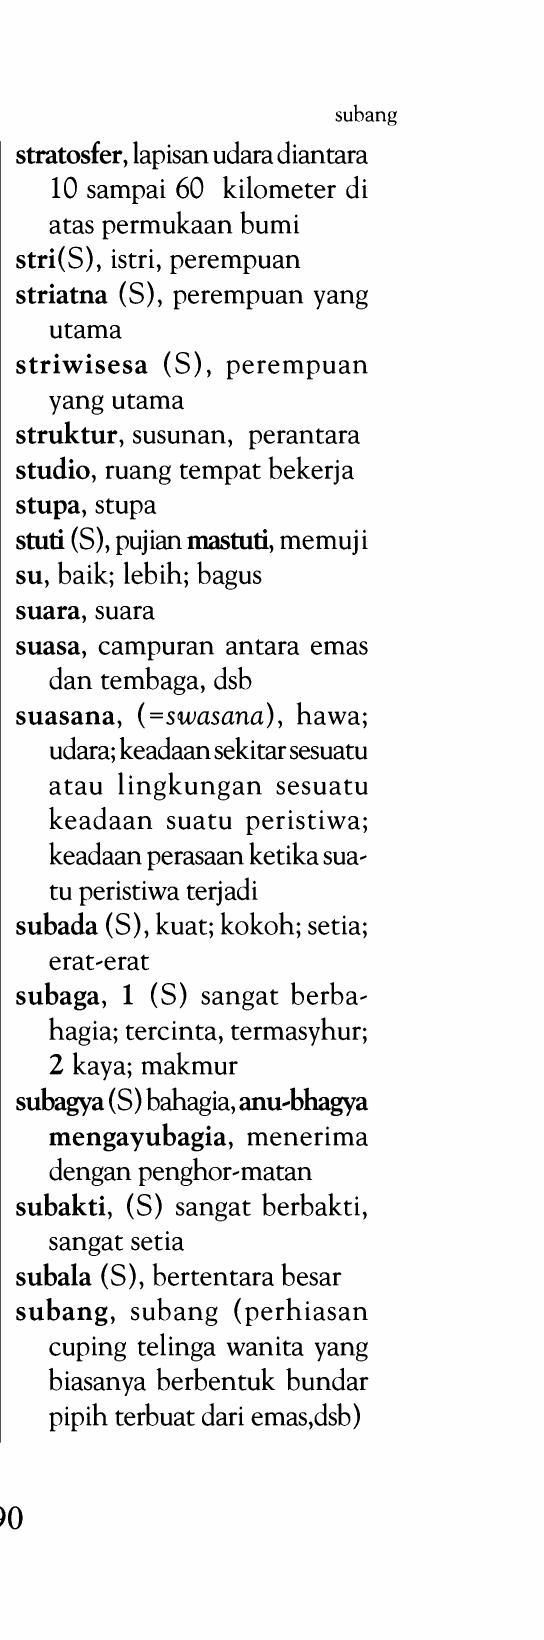 subang
stratosfer, lapisan udara diantara
10 sampai 60 kilometer di
atas permukaan bumi
stri(S), istri, perempuan
striatna (S), perempuan yang
utama
striwisesa (S), perempuan
yang utama
struktur, susunan, perantara
studio, ruang tempat bekerja
stupa, stupa
stuti (S), pujian mastuti, memuji
su, baik; lebih; bagus
suara, suara
suasa, campuran antara emas
dan tembaga, dsb
suasana, (=swasana), hawa;
udara; keadaan sekitar sesuatu
atau lingkungan sesuatu
keadaan suatu peristiwa;
keadaan perasaan ketika sua-
tu peristiwa terjadi
subada (S), kuat; kokoh; setia;
erat-erat
subaga, 1 (S) sangat berba-
hagia; tercinta, termasyhur;
2 kaya; makmur
subagya (S) bahagia, anu-bhagya
mengayubagia, menerima
dengan penghor-matan
subakti, (S) sangat berbakti,
sangat setia
subala (S), bertentara besar
subang, subang (perhiasan
cuping telinga wanita yang
biasanya berbentuk bundar
pipih terbuat dari emas,dsb)